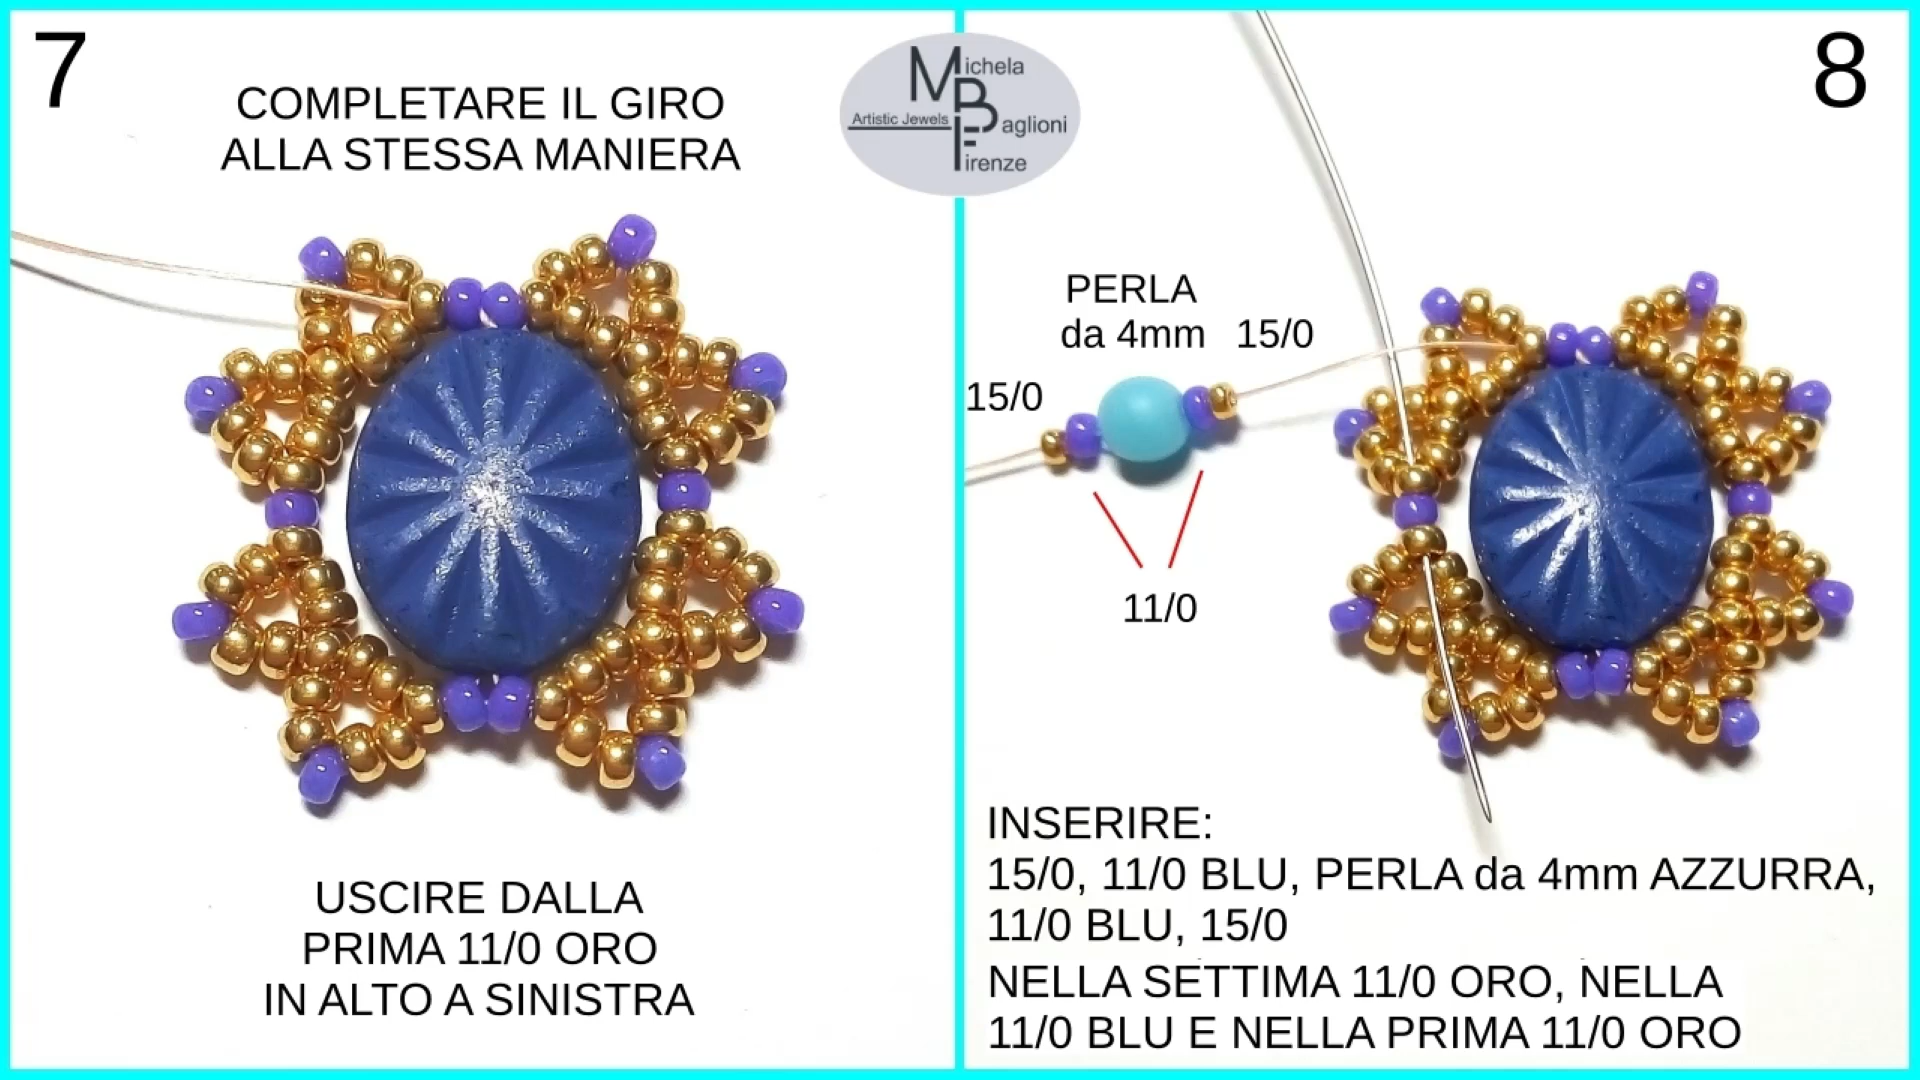 7
COMPLETARE IL GIRO
ALLA STESSA MANIERA
USCIRE DALLA
PRIMA 11/0 ORO
IN ALTO A SINISTRA
Michela
Baglioni
Artistic Jewels
Firenze
8
PERLA
da 4mm 15/0
15/0
11/0
INSERIRE:
15/0, 11/0 BLU, PERLA da 4mm AZZURRA,
11/0 BLU, 15/0
NELLA SETTIMA 11/0 ORO, NELLA
11/0 BLU E NELLA PRIMA 11/0 ORO